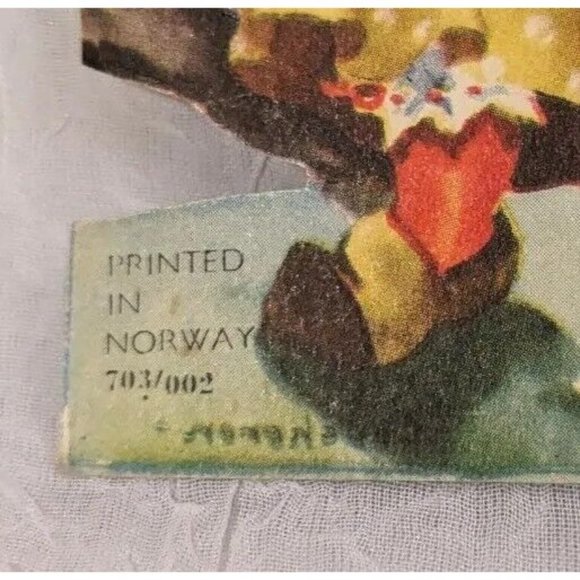 PRINTED
IN
NORWAY
703/002